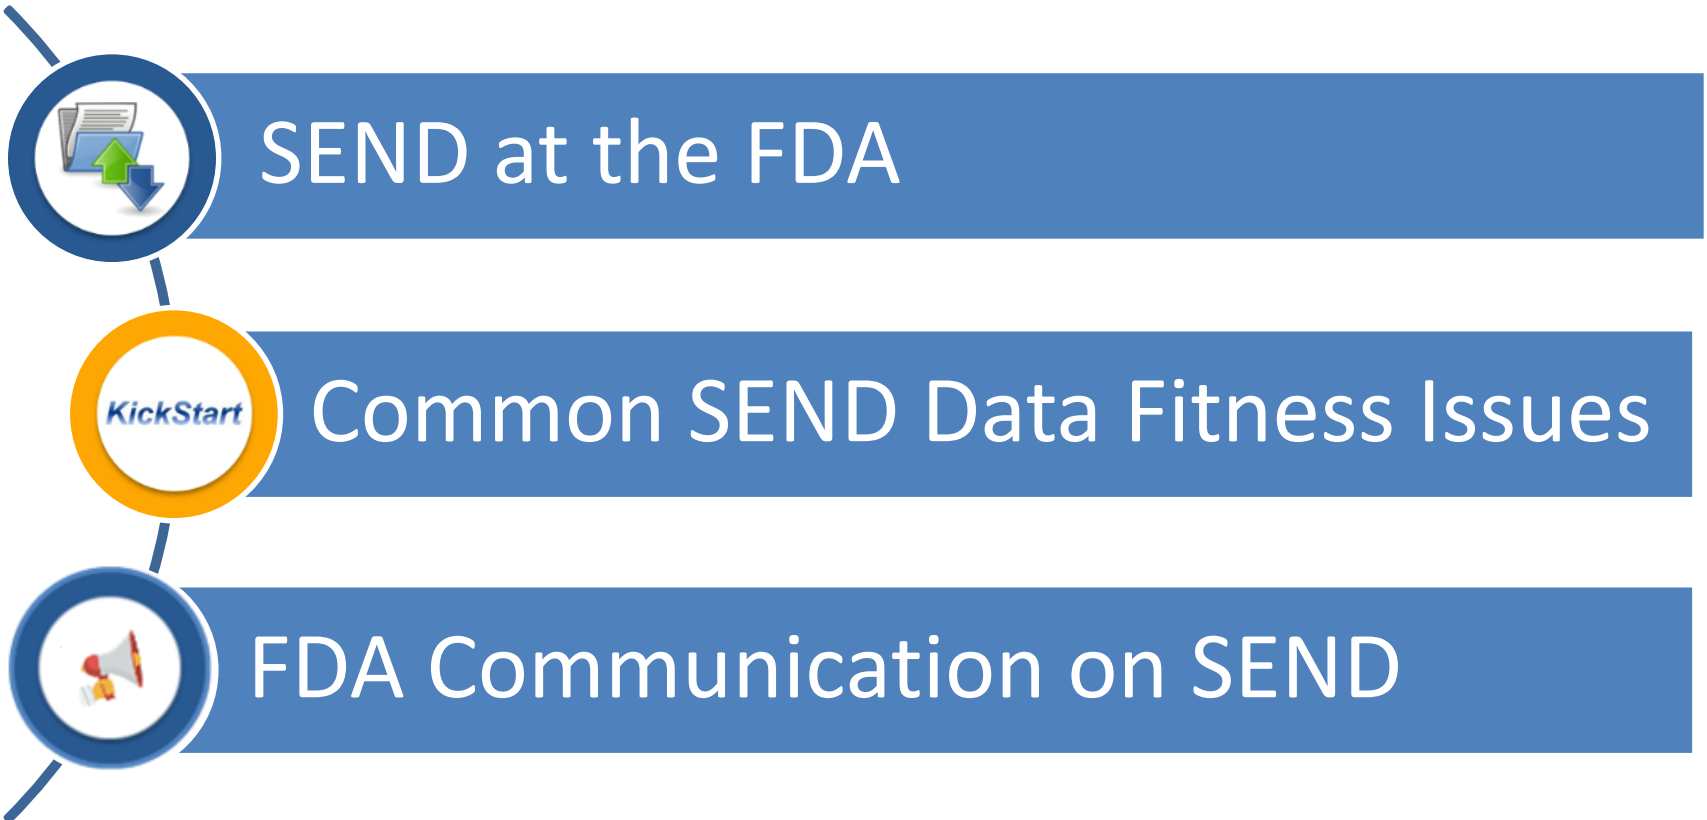 SEND at the FDA
KickStart
Common SEND Data Fitness Issues
FDA Communication on SEND